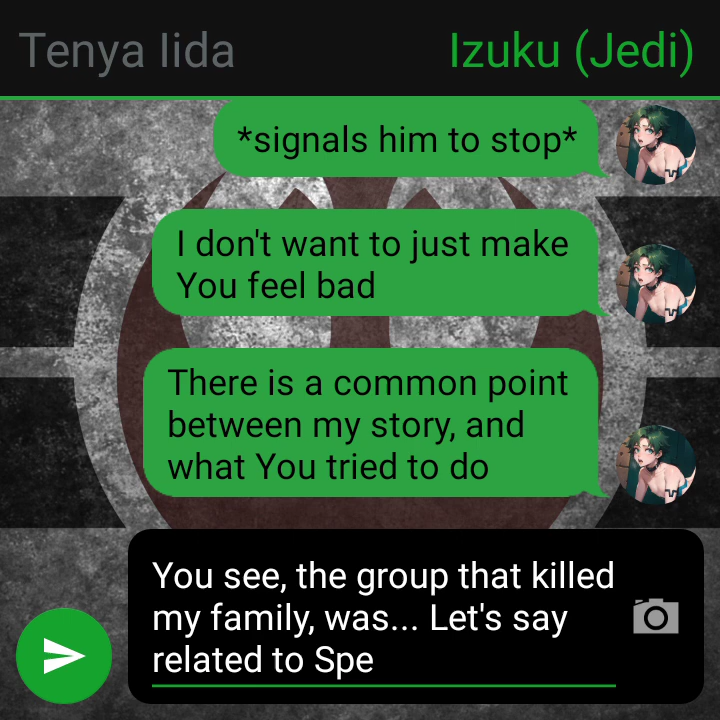 Tenya Iida
Izuku (Jedi)
*signals him to stop*
I don't want to just make
You feel bad
There is a common point
between my story, and
what You tried to do
You see, the group that killed
my family, was... Let's say
related to Spe